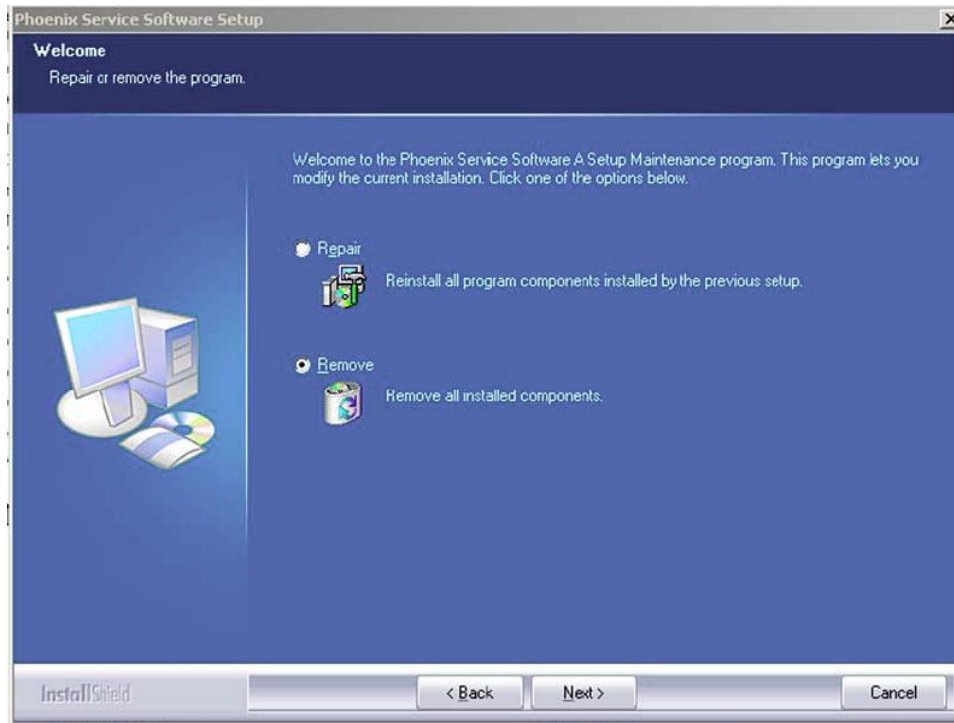 Phoenix Service Software Setup
Welcome
Repair or remove the program.
Welcome to the Phoenix Service Software A Setup Maintenance program. This program lets you
modify the current installation. Click one of the options below.
Repair
Reinstall all program components installed by the previous setup.
Remove
Remove all installed components.
InstallShield
< Back
Next >
Cancel